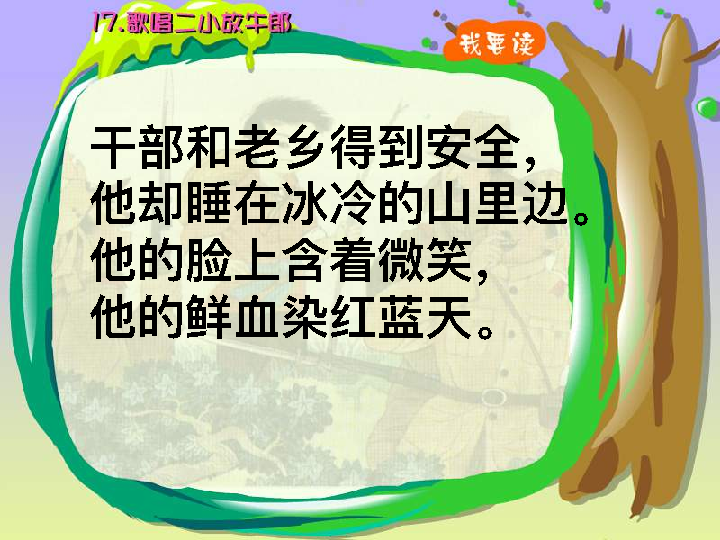 17.歌唱二小放牛郎
我要读
干部和老乡得到安全，
他却睡在冰冷的山里边。
他的脸上含着微笑，
他的鲜血染红蓝天。